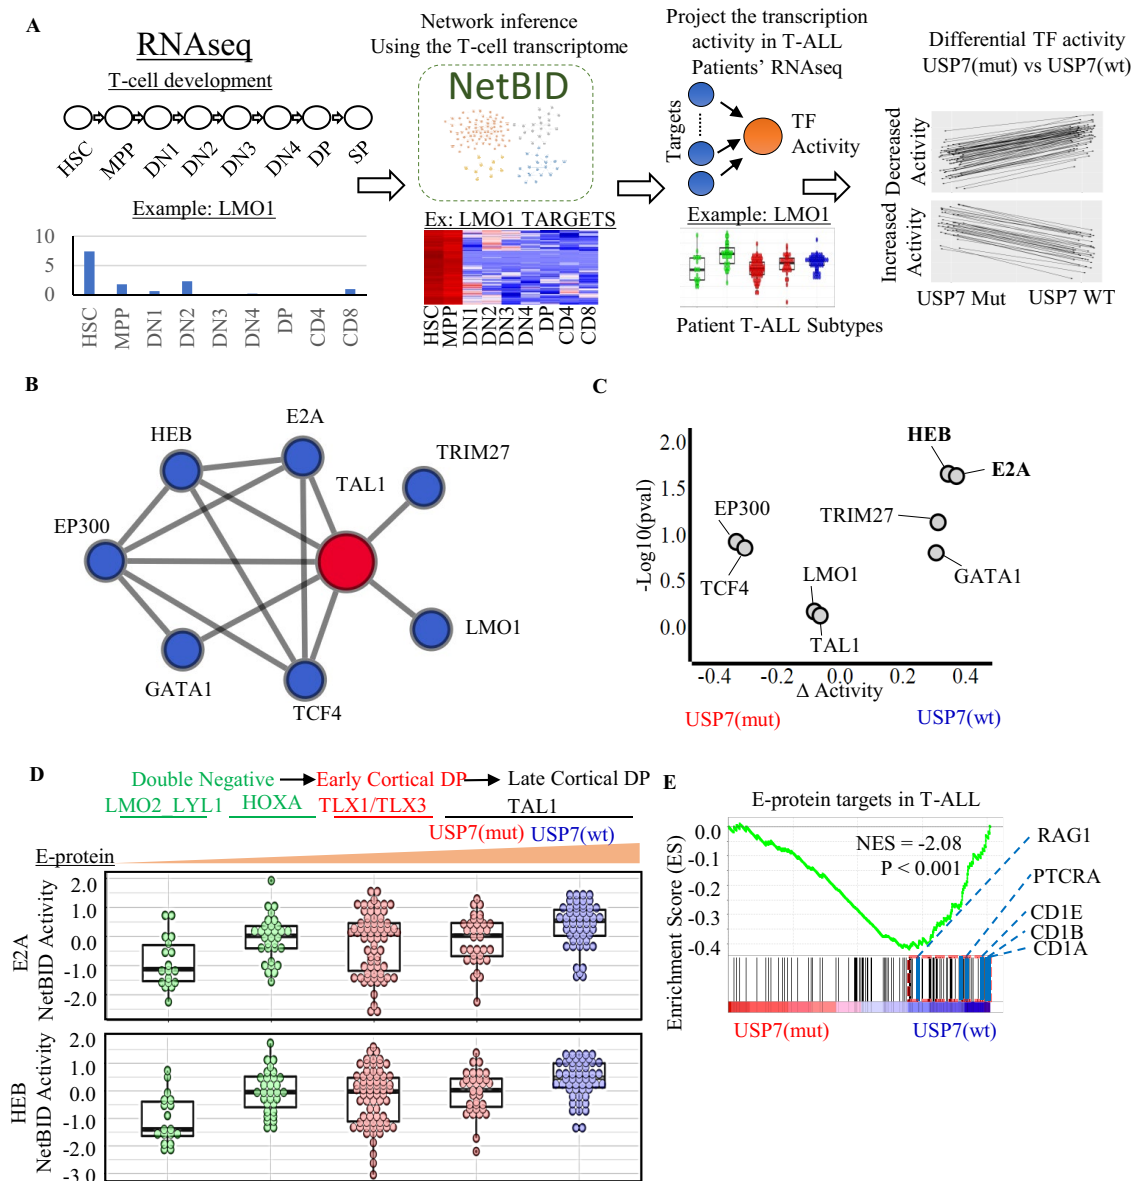 A
RNAseq
T-cell development
HSC MPP DN1 DN2 DN3 DN4 DP SP
Example: LMO1
10
5
0
HSC MPP DN1 DN2 DN3 DN4 DP CD4 CD8
Network inference
Using the T-cell transcriptome
NetBID
Ex: LMO1 TARGETS
HSC MPP DN1 DN2 DN3 DN4 DP CD4 CD8
Project the transcription
activity in T-ALL
Patients' RNAseq
Targets
TF
Activity
Example: LMO1
Patient T-ALL Subtypes
Differential TF activity
USP7(mut) vs USP7(wt)
Decreased
Activity
Increased
Activity
USP7 Mut USP7 WT
B
HEB
E2A
TRIM27
TAL1
EP300
LMO1
GATA1
TCF4
C
2.0
1.5
1.0
0.5
0.0
-Log10(pval)
HEB
E2A
EP300
TRIM27
TCF4
LMO1
GATA1
TAL1
-0.4 -0.2 0.0 0.2 0.4
Δ Activity
USP7(mut) USP7(wt)
D
Double Negative Early Cortical DP Late Cortical DP
LMO2_LYL1 HOXA TLX1/TLX3 TAL1
USP7(mut) USP7(wt)
E-protein
E2A
NetBID Activity
2.0
1.0
0.0
-1.0
-2.0
HEB
NetBID Activity
2.0
1.0
0.0
-1.0
-2.0
-3.0
E
E-protein targets in T-ALL
Enrichment Score (ES)
0.0
-0.1
-0.2
-0.3
-0.4
NES = -2.08
P < 0.001
RAG1
PTCRA
CD1E
CD1B
CD1A
USP7(mut) USP7(wt)